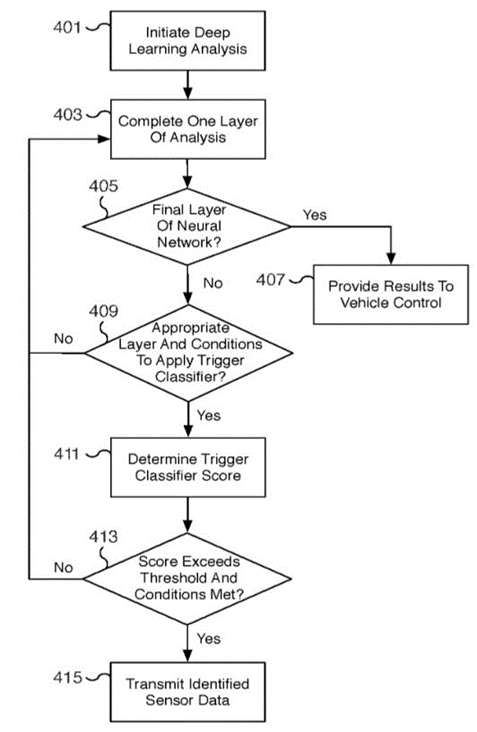 401
Initiate Deep
Learning Analysis
403
Complete One Layer
Of Analysis
405
Final Layer
Of Neural
Network?
Yes
No
407
Provide Results To
Vehicle Control
409
Appropriate
Layer And Conditions
To Apply Trigger
Classifier?
No
Yes
411
Determine Trigger
Classifier Score
413
Score Exceeds
Threshold And
Conditions Met?
No
Yes
415
Transmit Identified
Sensor Data